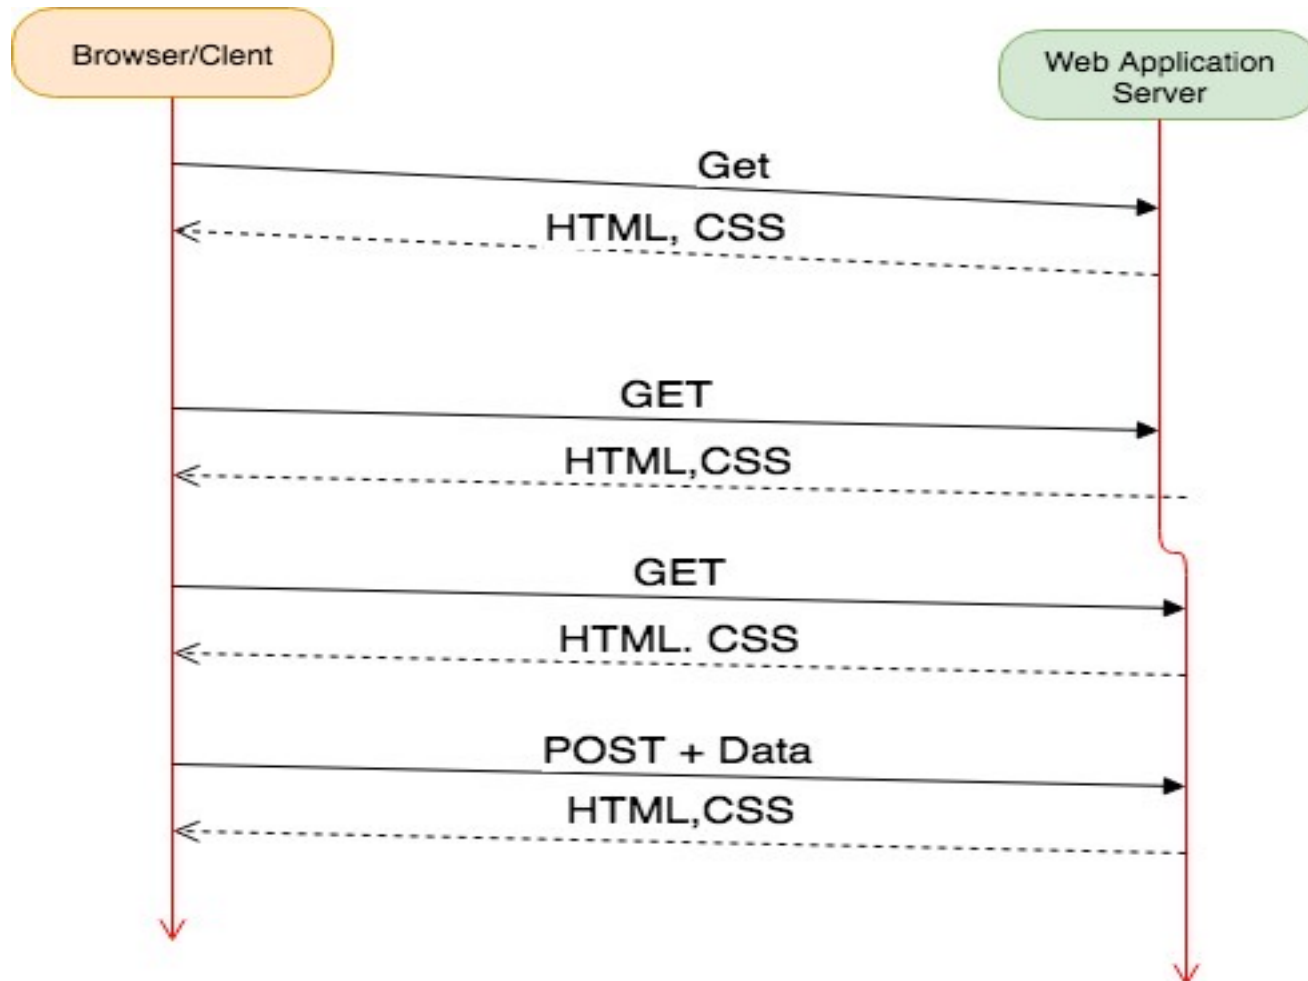 Browser/Clent
Web Application
Server
Get
HTML, CSS
GET
HTML,CSS
GET
HTML. CSS
POST + Data
HTML,CSS